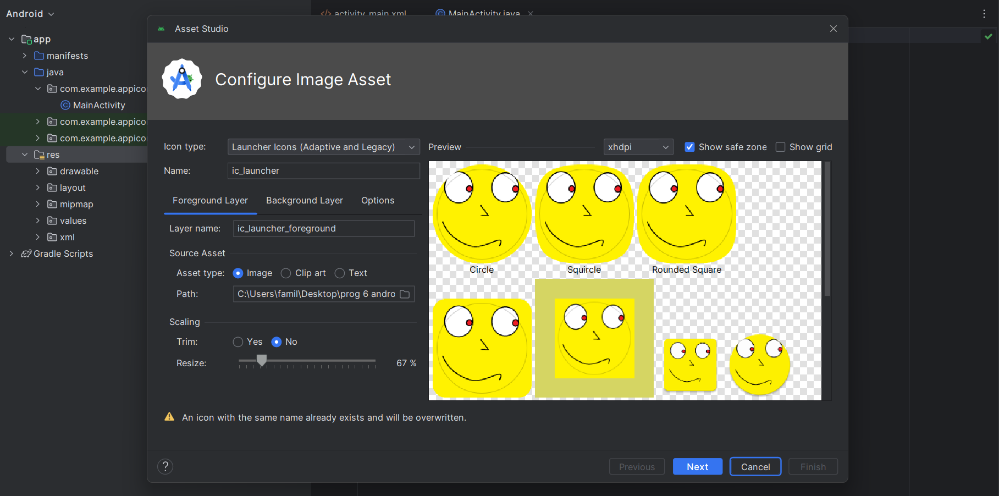 Android
activity_main.xml
MainActivity.java
Asset Studio
Configure Image Asset
app
manifests
java
com.example.appico
MainActivity
com.example.appico
com.example.appico
res
drawable
layout
mipmap
values
xml
Gradle Scripts
Icon type:
Launcher Icons (Adaptive and Legacy)
Name:
ic_launcher
Foreground Layer
Background Layer
Options
Layer name:
ic_launcher_foreground
Source Asset
Asset type:
Image
Clip art
Text
Path:
C:\Users\famil\Desktop\prog 6 andro
Scaling
Trim:
Yes
No
Resize:
67 %
Preview
xhdpi
Show safe zone
Show grid
Circle
Squircle
Rounded Square
An icon with the same name already exists and will be overwritten.
?
Previous
Next
Cancel
Finish